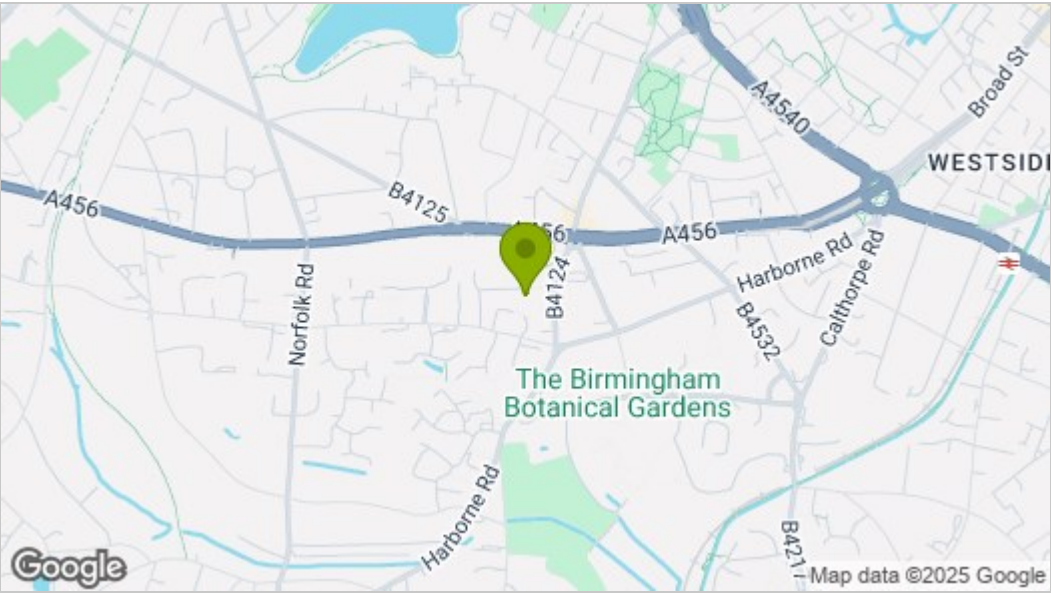 A4540
Broad St
WESTSID
A456
B4125
A456
A456
Harborne Rd
Calthorpe Rd
Norfolk Rd
B4124
B4532
The Birmingham
Botanical Gardens
Harborne Rd
B4217
Google
Map data ©2025 Google